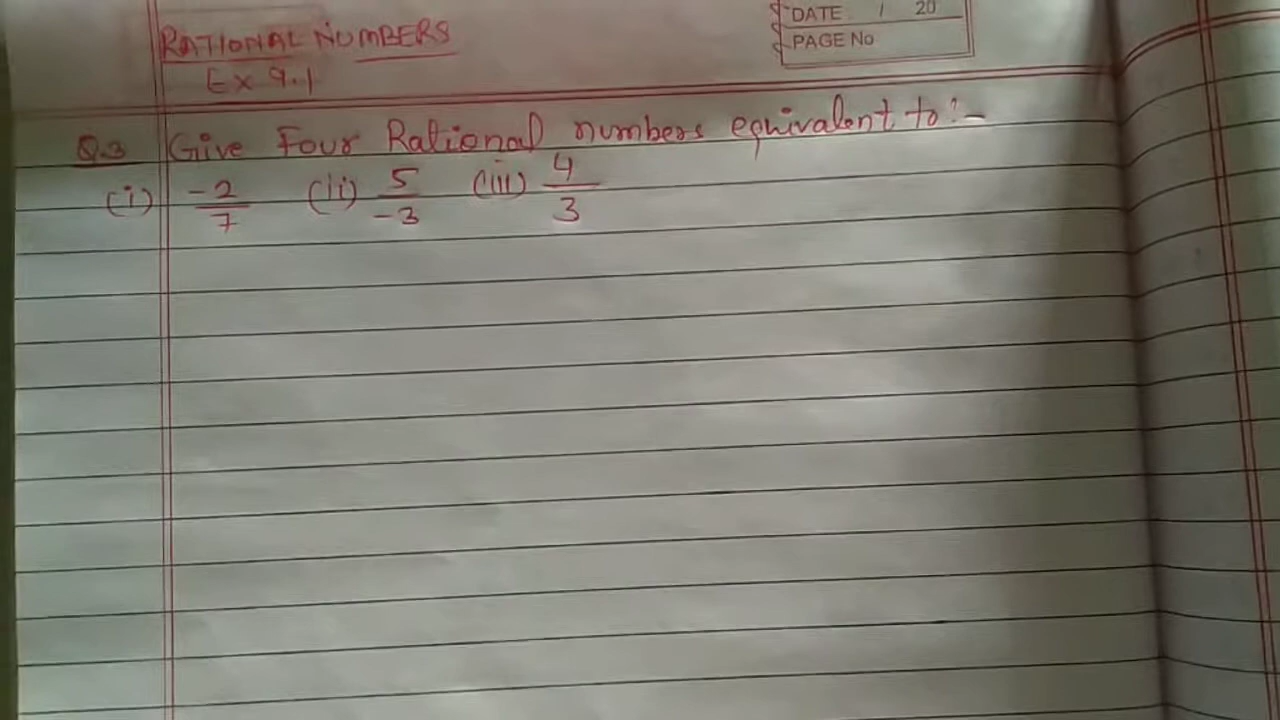 DATE / 20
PAGE No
RATIONAL NUMBERS
Ex 9.1
Q.3 Give Four Rational numbers equivalent to:-
(i) -2/7 (ii) 5/-3 (iii) 4/3